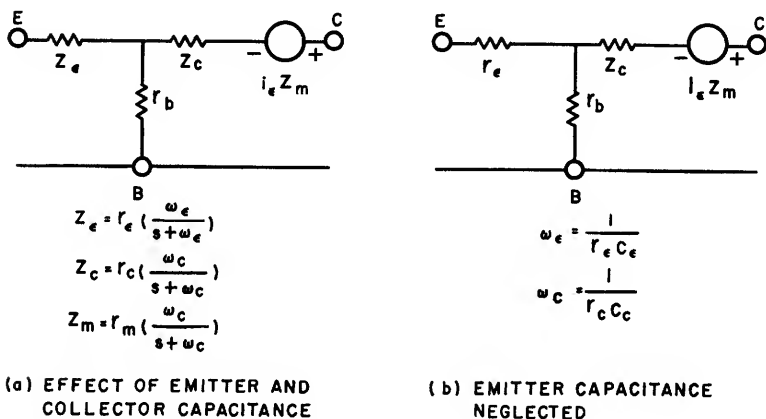 E
C
Z_ϵ
Z_c
−
+
i_ϵ Z_m
r_b
B
Z_ϵ = r_ϵ ( ω_ϵ / s + ω_ϵ )
Z_c = r_c ( ω_c / s + ω_c )
Z_m = r_m ( ω_c / s + ω_c )
(a) EFFECT OF EMITTER AND
COLLECTOR CAPACITANCE
E
C
r_ϵ
Z_c
−
+
i_ϵ Z_m
r_b
B
ω_ϵ = 1 / r_ϵ C_ϵ
ω_c = 1 / r_c C_c
(b) EMITTER CAPACITANCE
NEGLECTED